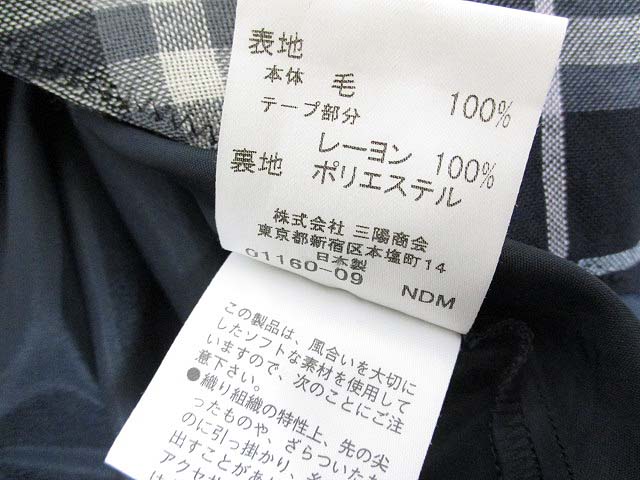 表地
本体 毛 100%
テープ部分
レーヨン 100%
裏地 ポリエステル
株式会社 三陽商会
東京都新宿区本塩町14
日本製
01160-09 NDM
この製品は、風合いを大切に
したソフトな素材を使用して
いますので、次のことにご注
意下さい。
●織り組織の特性上、先の尖
ったものや、ざらついたも
のに引っ掛かり、
出すことがあり
アクセサ